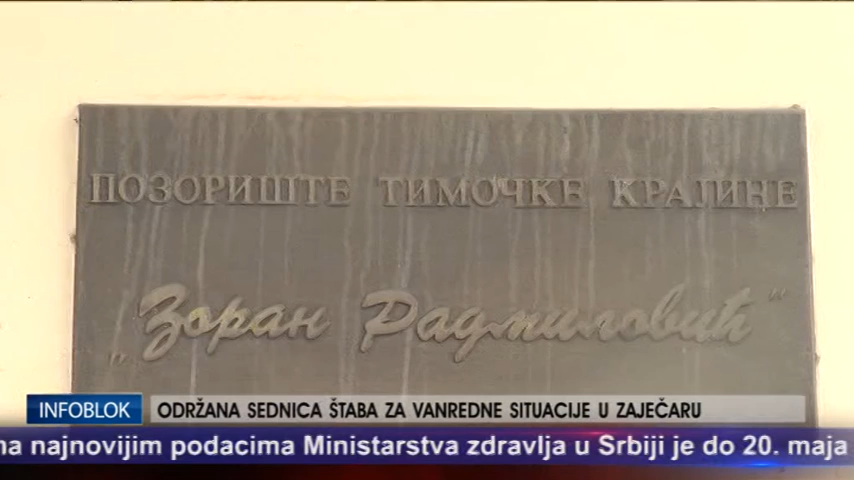 ПОЗОРИШТЕ ТИМОЧКЕ КРАЈИНЕ
„Зоран Радмиловић“
INFOBLOK ODRŽANA SEDNICA ŠTABA ZA VANREDNE SITUACIJE U ZAJEČARU
najnovijim podacima Ministarstva zdravlja u Srbiji je do 20. maja